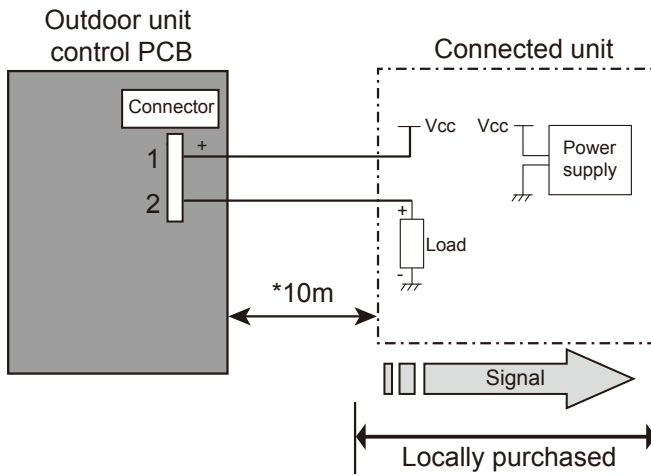 Outdoor unit
control PCB
Connected unit
Connector
1
+
2
Vcc
Vcc
Power
supply
+
Load
-
*10m
Signal
Locally purchased